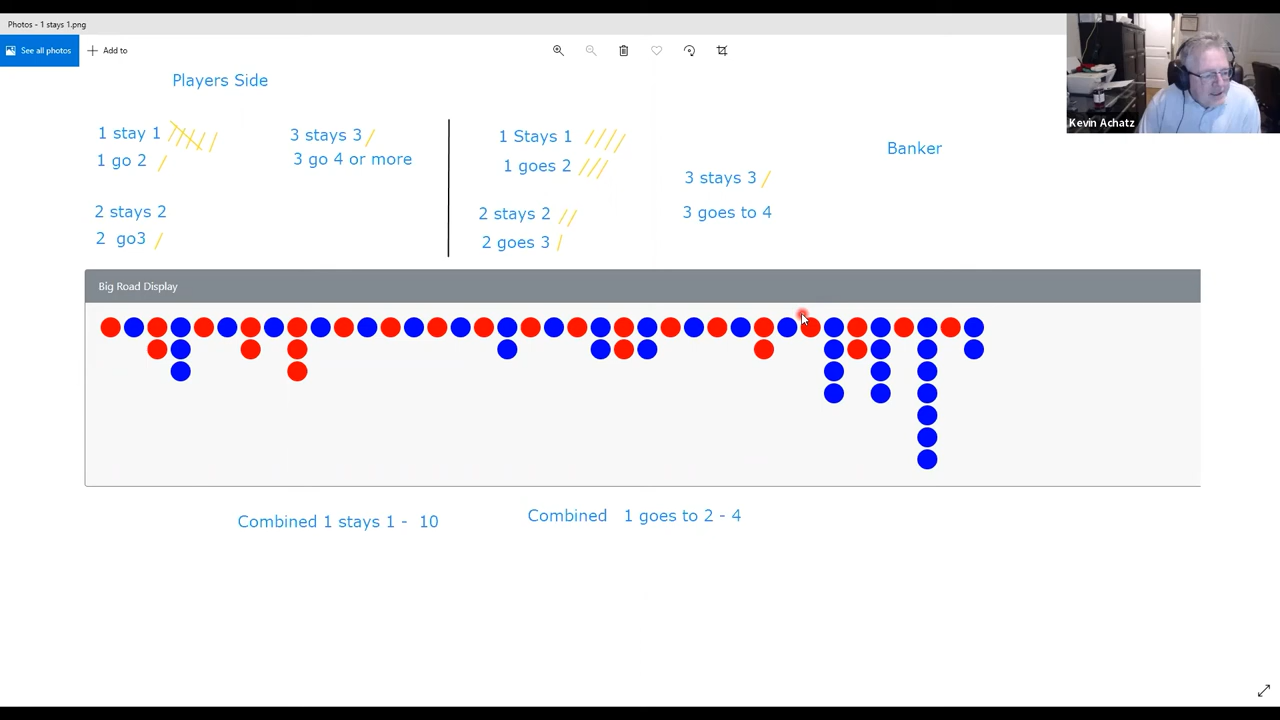 Photos - 1 stays 1.png
See all photos
Add to
Players Side
1 stay 1
1 go 2
3 stays 3
3 go 4 or more
2 stays 2
2 go3
1 Stays 1
1 goes 2
2 stays 2
2 goes 3
Banker
3 stays 3
3 goes to 4
Kevin Achatz
Big Road Display
Combined 1 stays 1 - 10
Combined 1 goes to 2 - 4